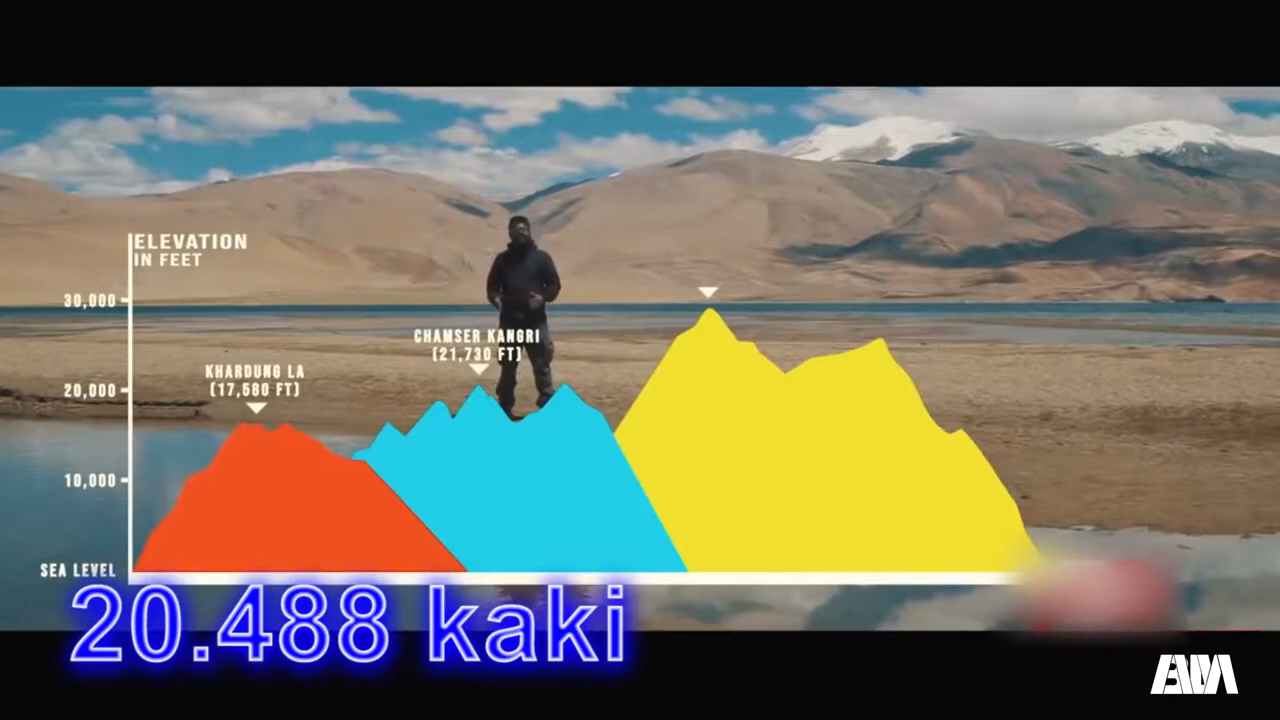 ELEVATION
IN FEET
30,000
CHAMSER KANGRI
(21,730 FT)
KHARDUNG LA
(17,580 FT)
20,000
10,000
SEA LEVEL
20.488 kaki